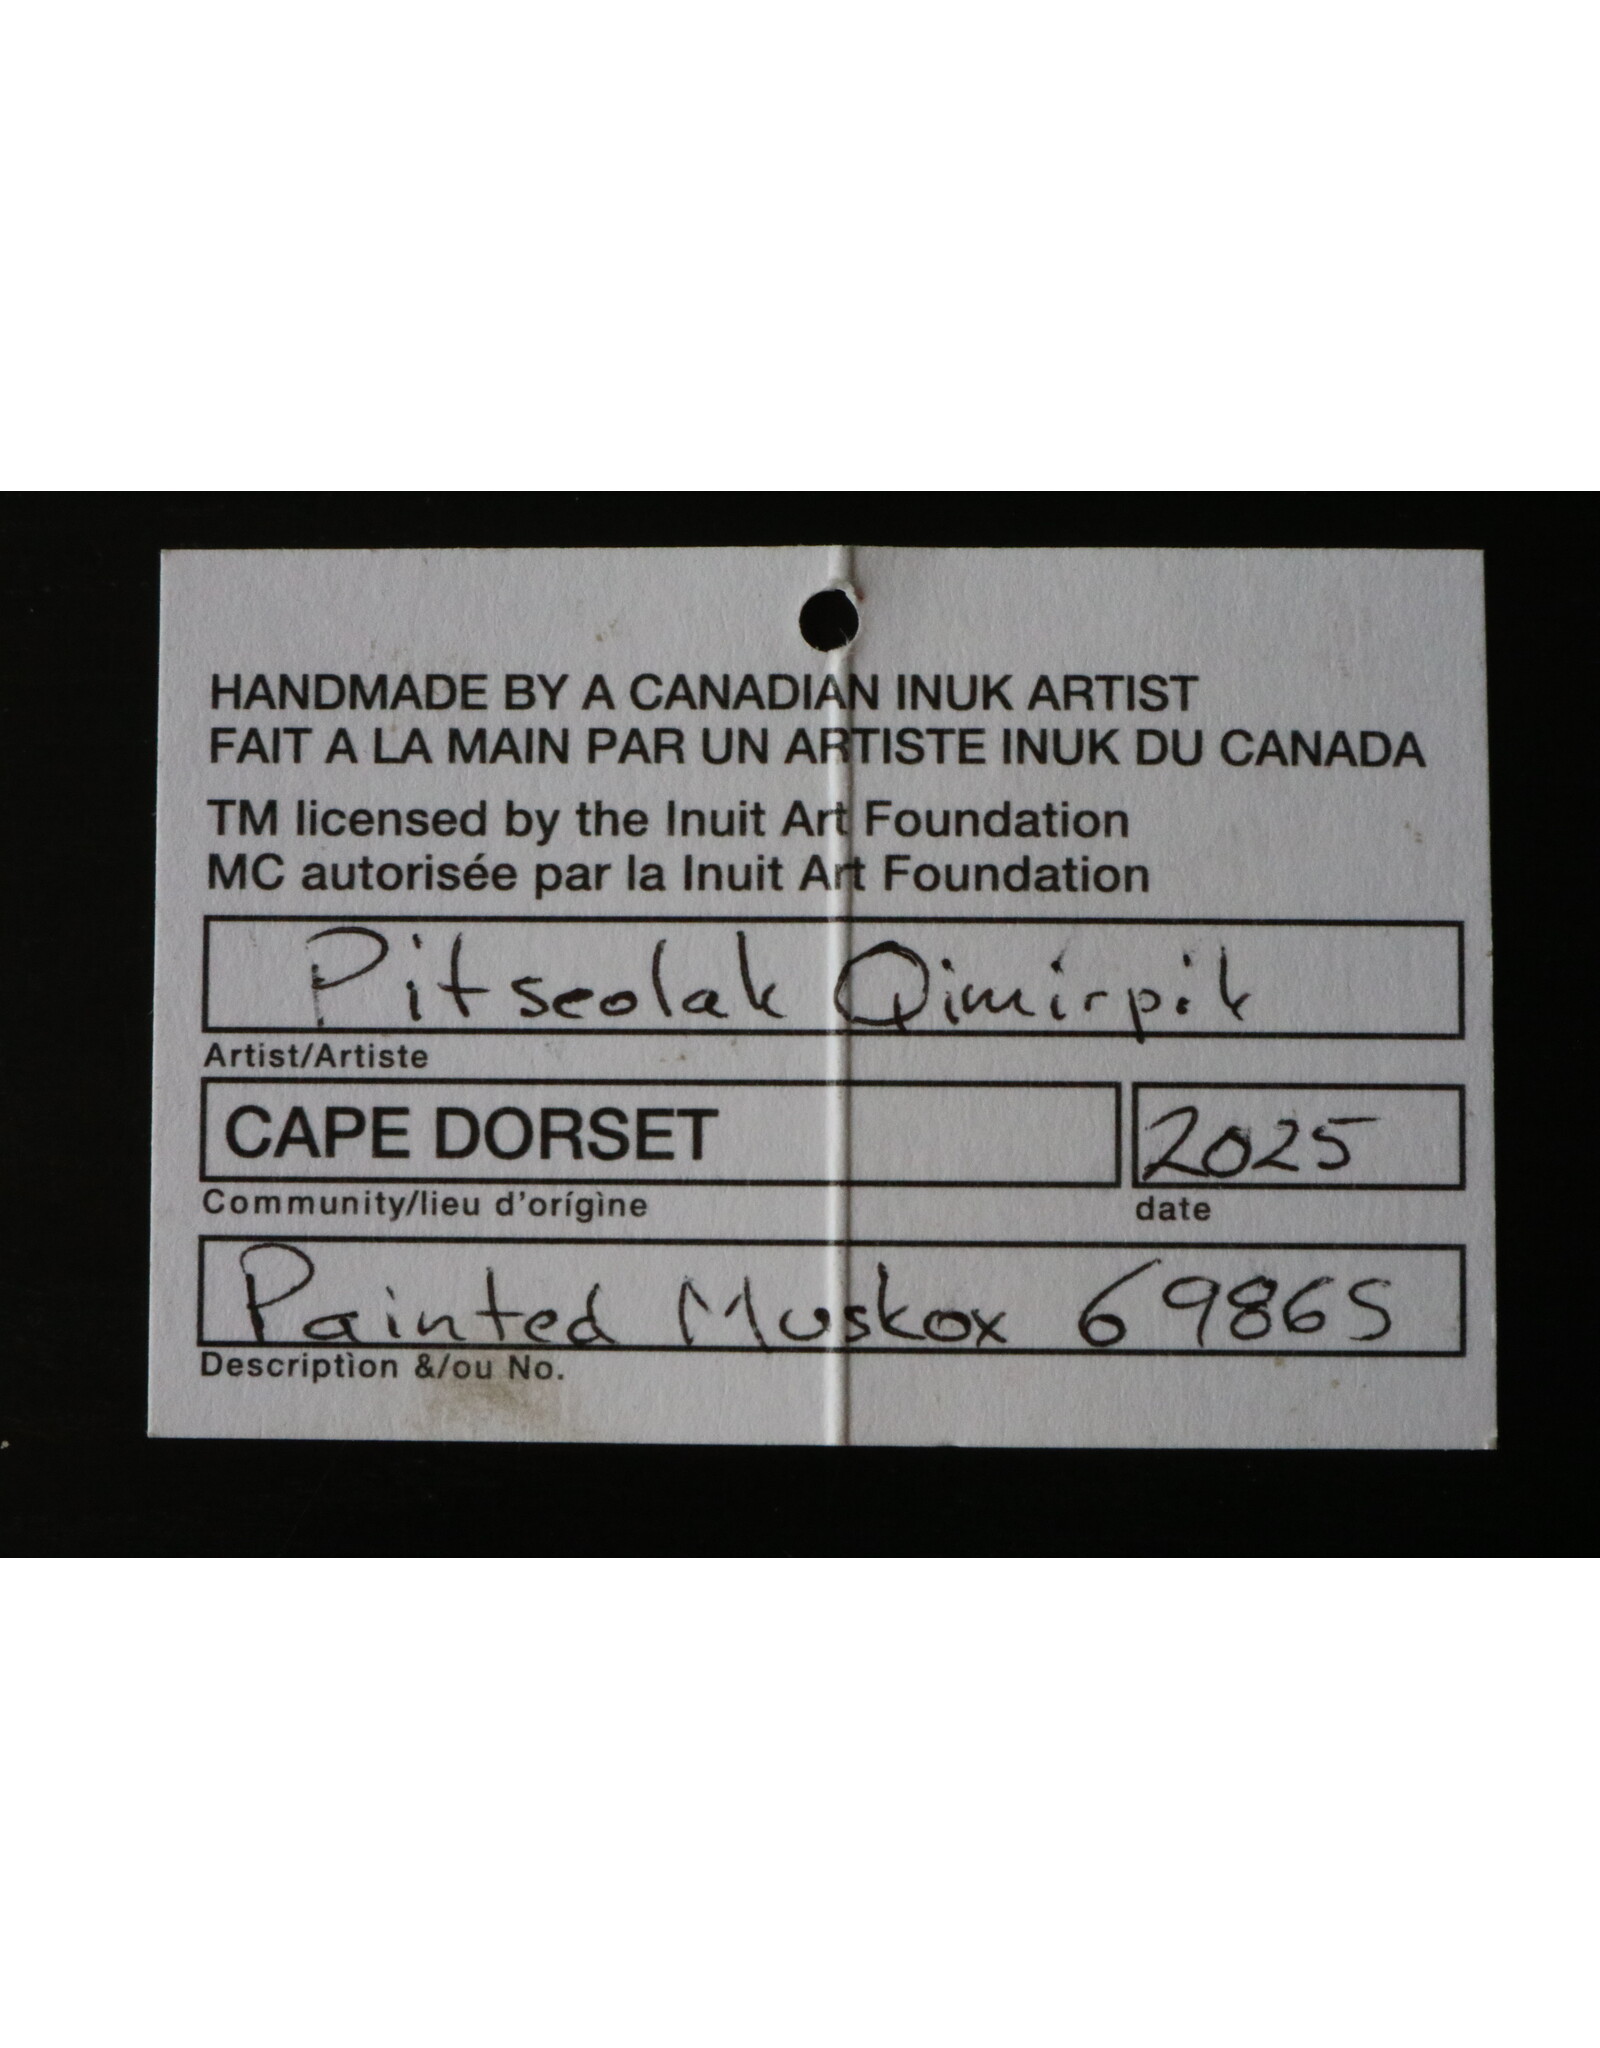 HANDMADE BY A CANADIAN INUK ARTIST
FAIT A LA MAIN PAR UN ARTISTE INUK DU CANADA
TM licensed by the Inuit Art Foundation
MC autorisée par la Inuit Art Foundation
Pitseolak Qimirpik
Artist/Artiste
CAPE DORSET 2025
Community/lieu d'orígìne date
Painted Muskox 69865
Descriptìon &/ou No.